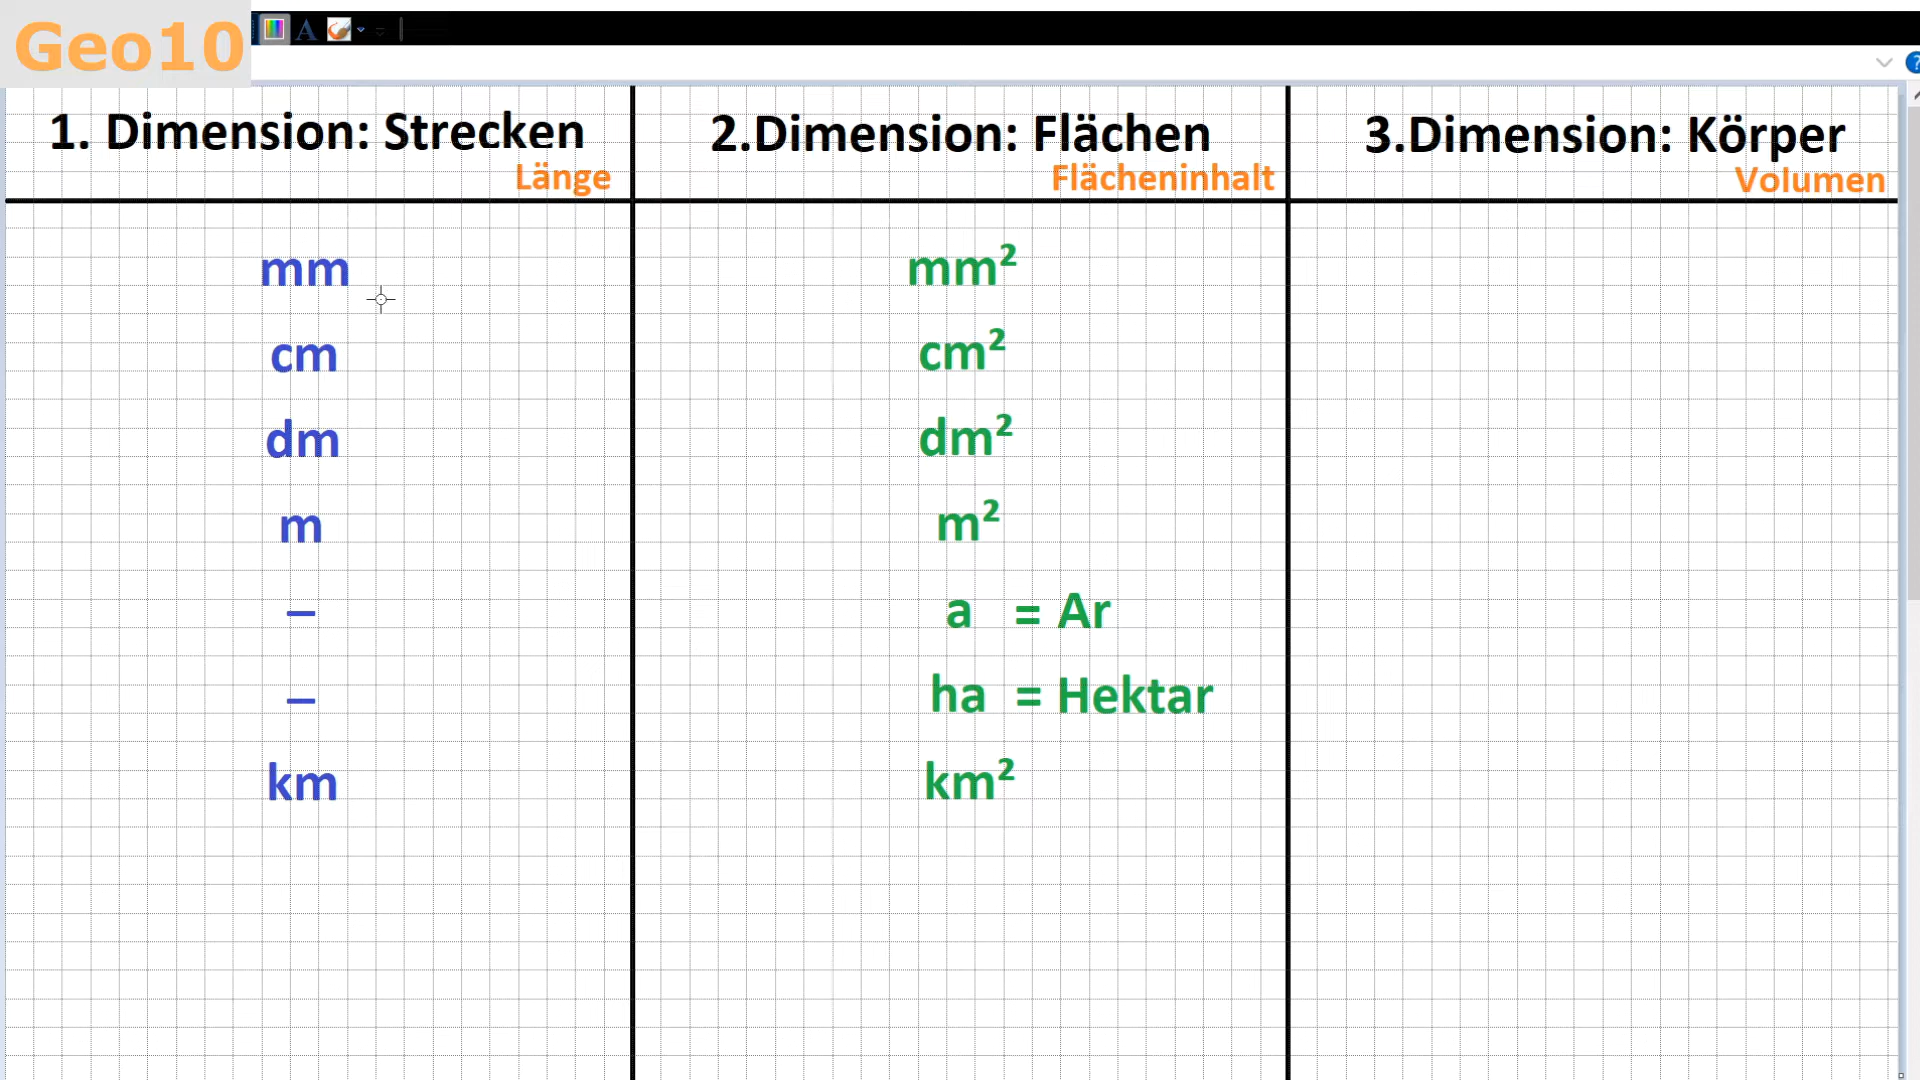 Geo10
1. Dimension: Strecken
Länge
2.Dimension: Flächen
Flächeninhalt
3.Dimension: Körper
Volumen
mm
mm²
cm
cm²
dm
dm²
m
m²
–
a = Ar
–
ha = Hektar
km
km²